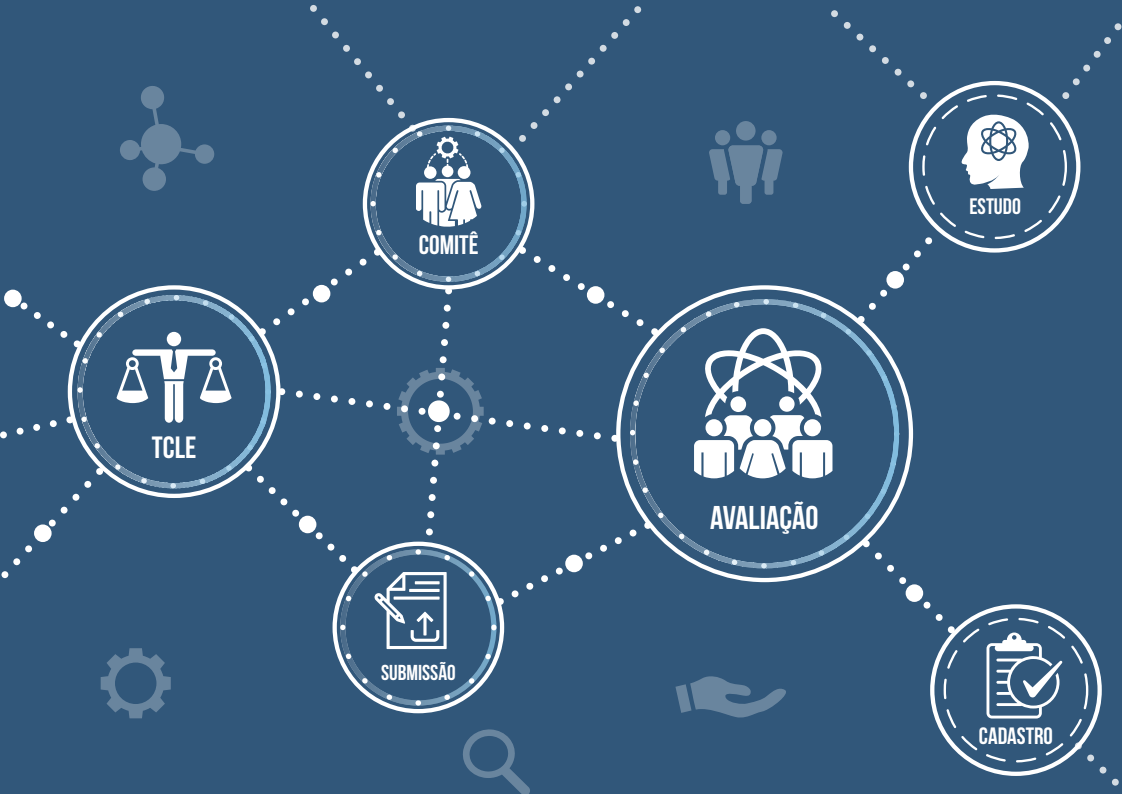 COMITÊ
ESTUDO
TCLE
AVALIAÇÃO
SUBMISSÃO
CADASTRO